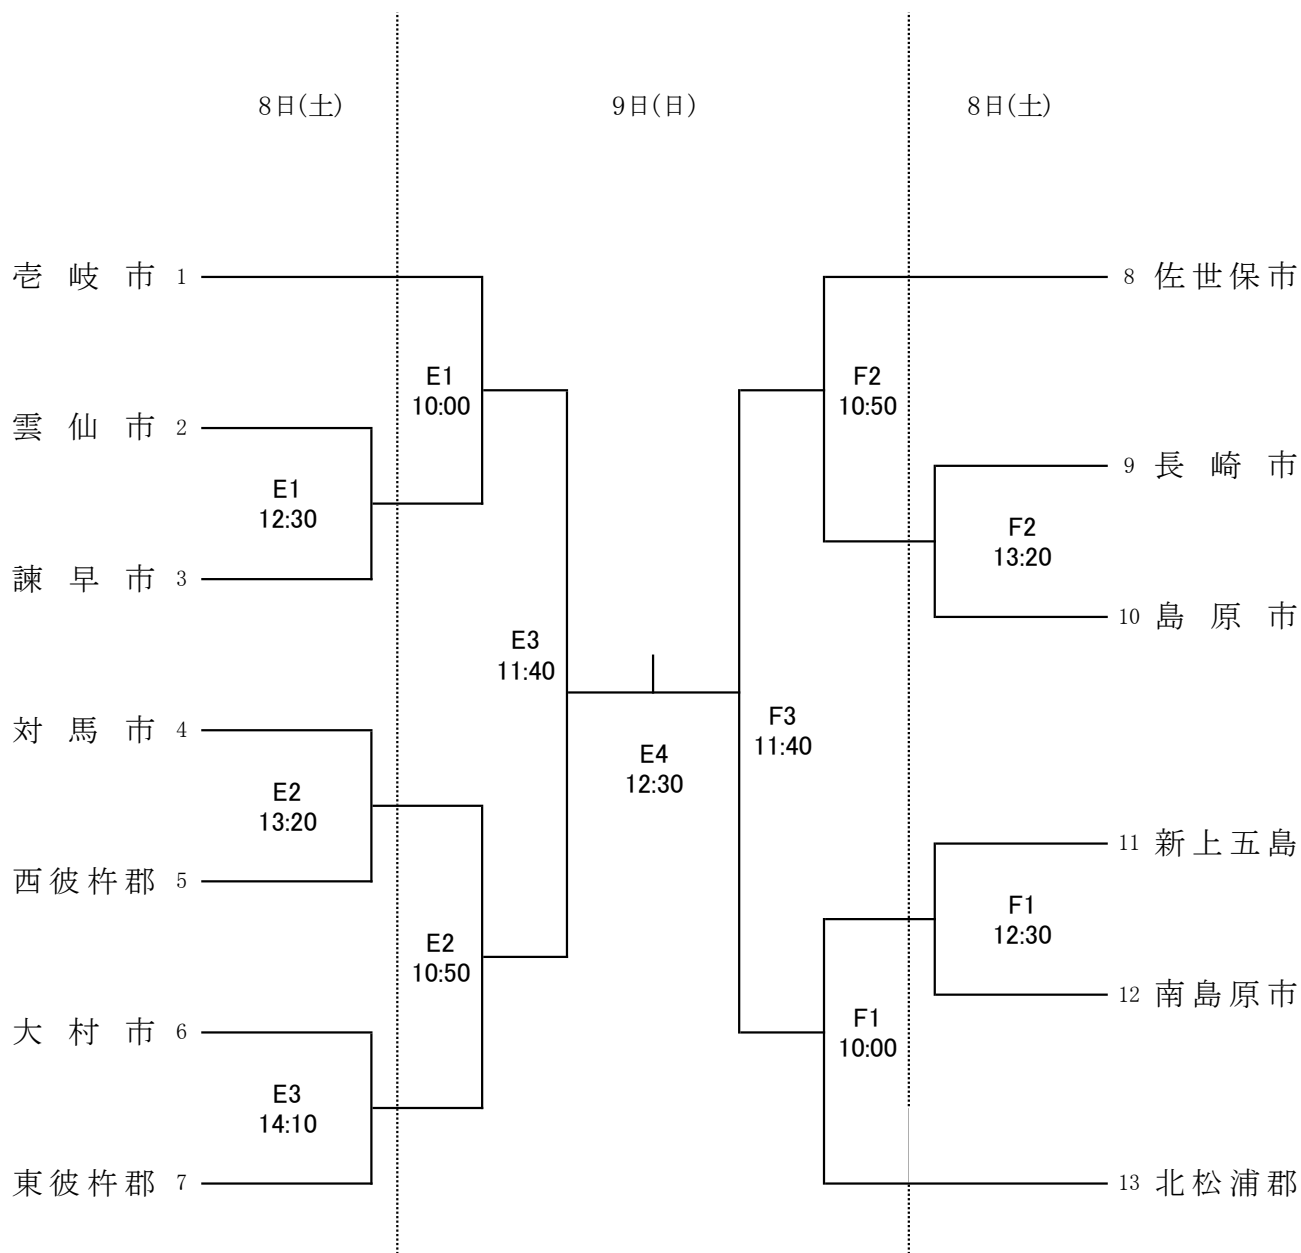 8日(土) 9日(日) 8日(土)
壱岐市 1
雲仙市 2
諫早市 3
対馬市 4
西彼杵郡 5
大村市 6
東彼杵郡 7
E1
12:30
E2
13:20
E3
14:10
E1
10:00
E2
10:50
E3
11:40
E4
12:30
F3
11:40
F2
10:50
F1
10:00
F2
13:20
F1
12:30
8 佐世保市
9 長崎市
10 島原市
11 新上五島
12 南島原市
13 北松浦郡